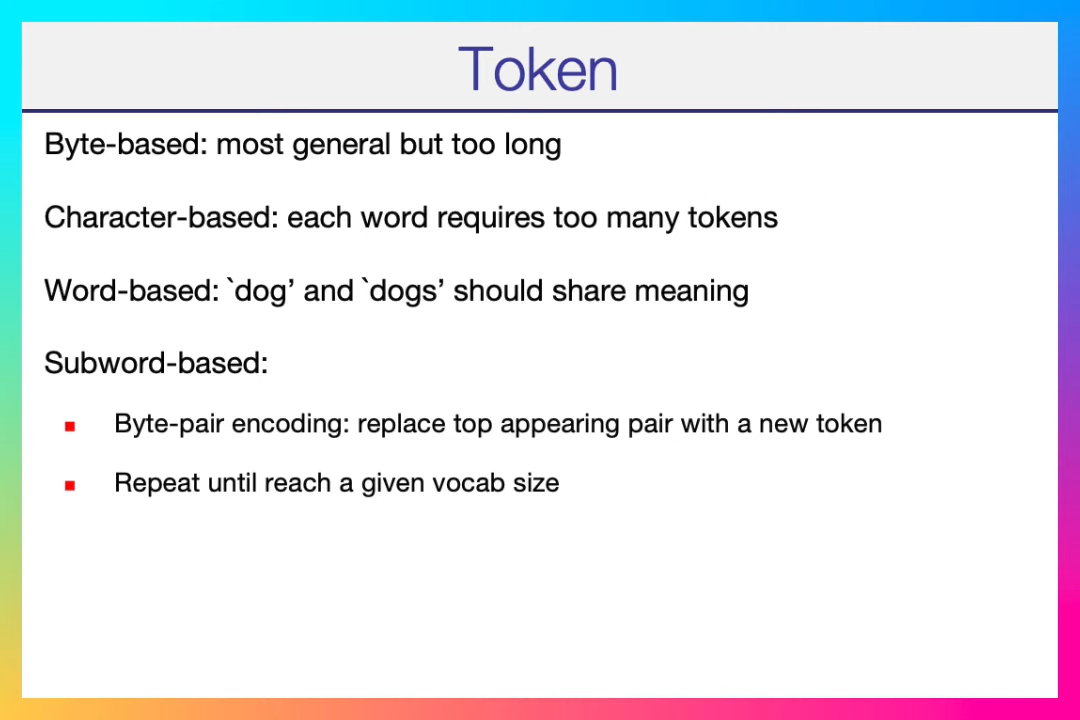 Token
Byte-based: most general but too long
Character-based: each word requires too many tokens
Word-based: `dog’ and `dogs’ should share meaning
Subword-based:
Byte-pair encoding: replace top appearing pair with a new token
Repeat until reach a given vocab size